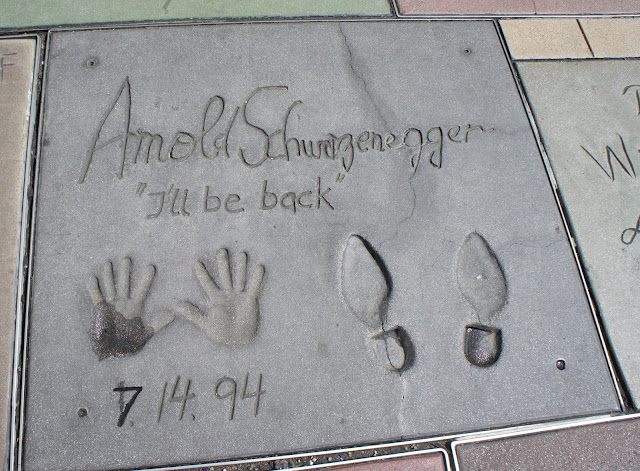 Arnold Schwarzenegger
"I'll be back"
7. 14. 94